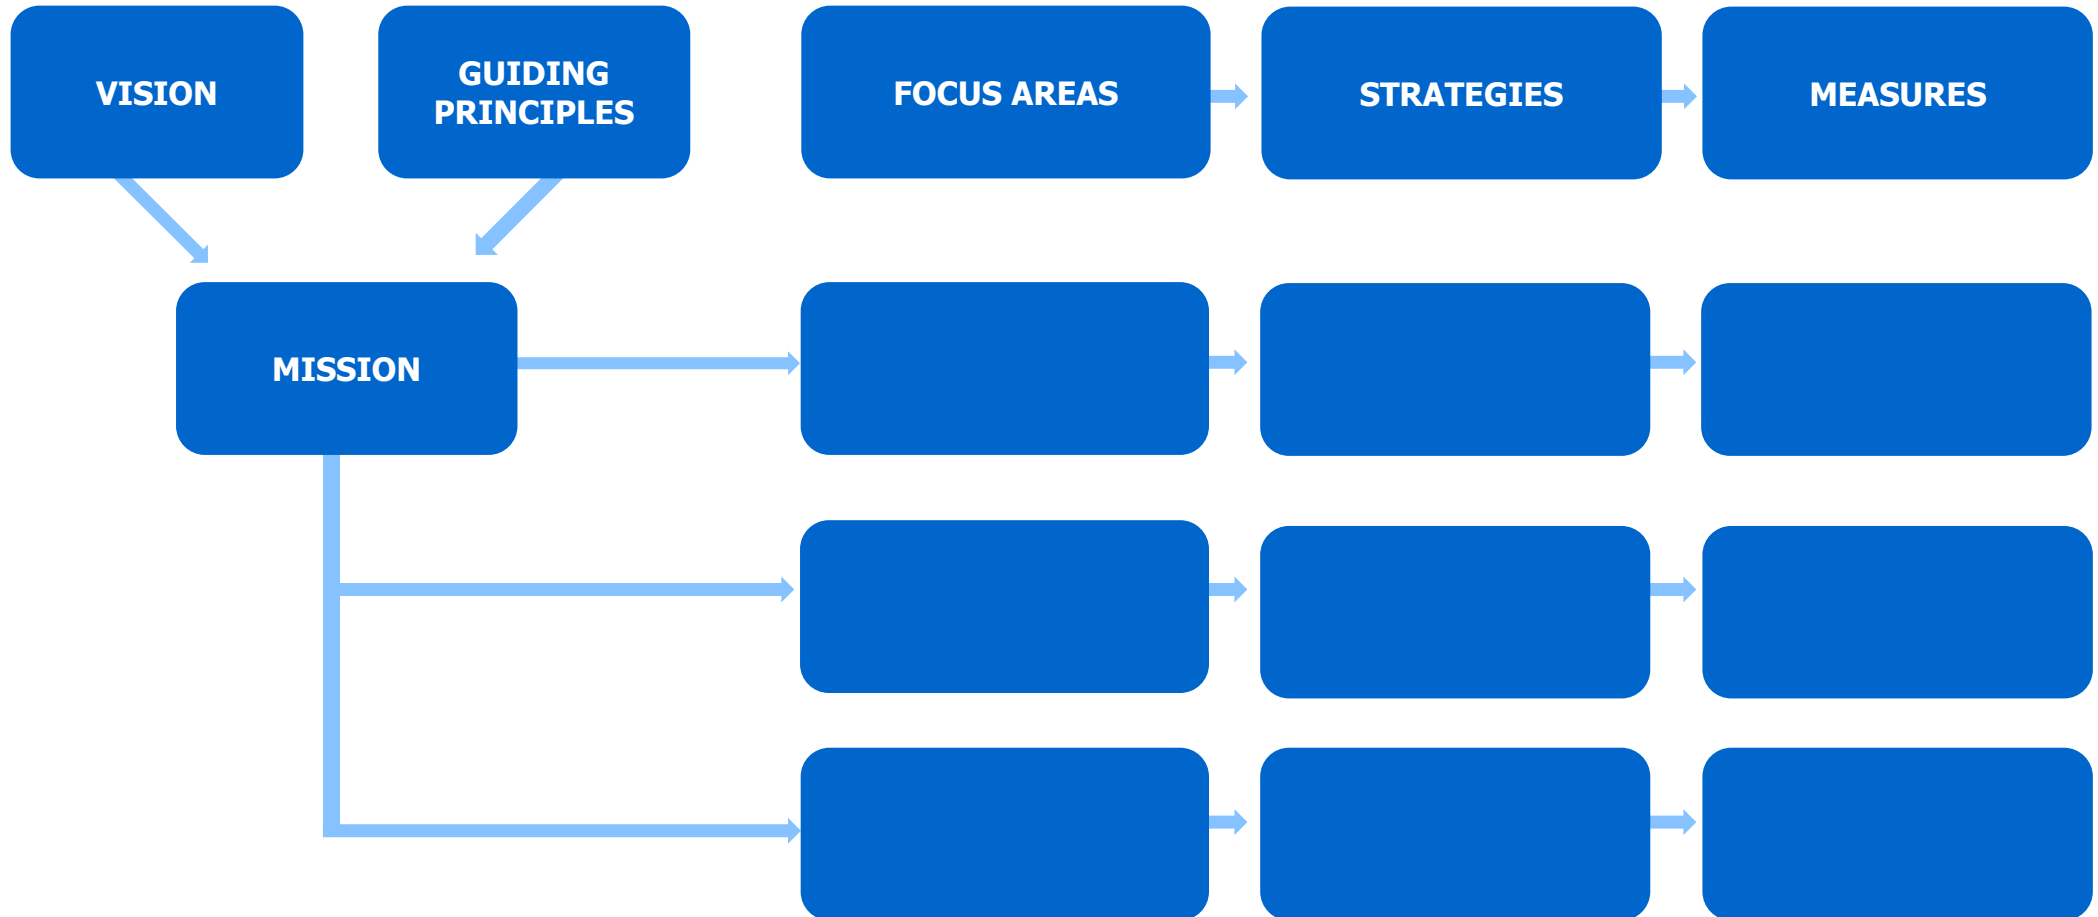 VISION
GUIDING
PRINCIPLES
FOCUS AREAS
STRATEGIES
MEASURES
MISSION